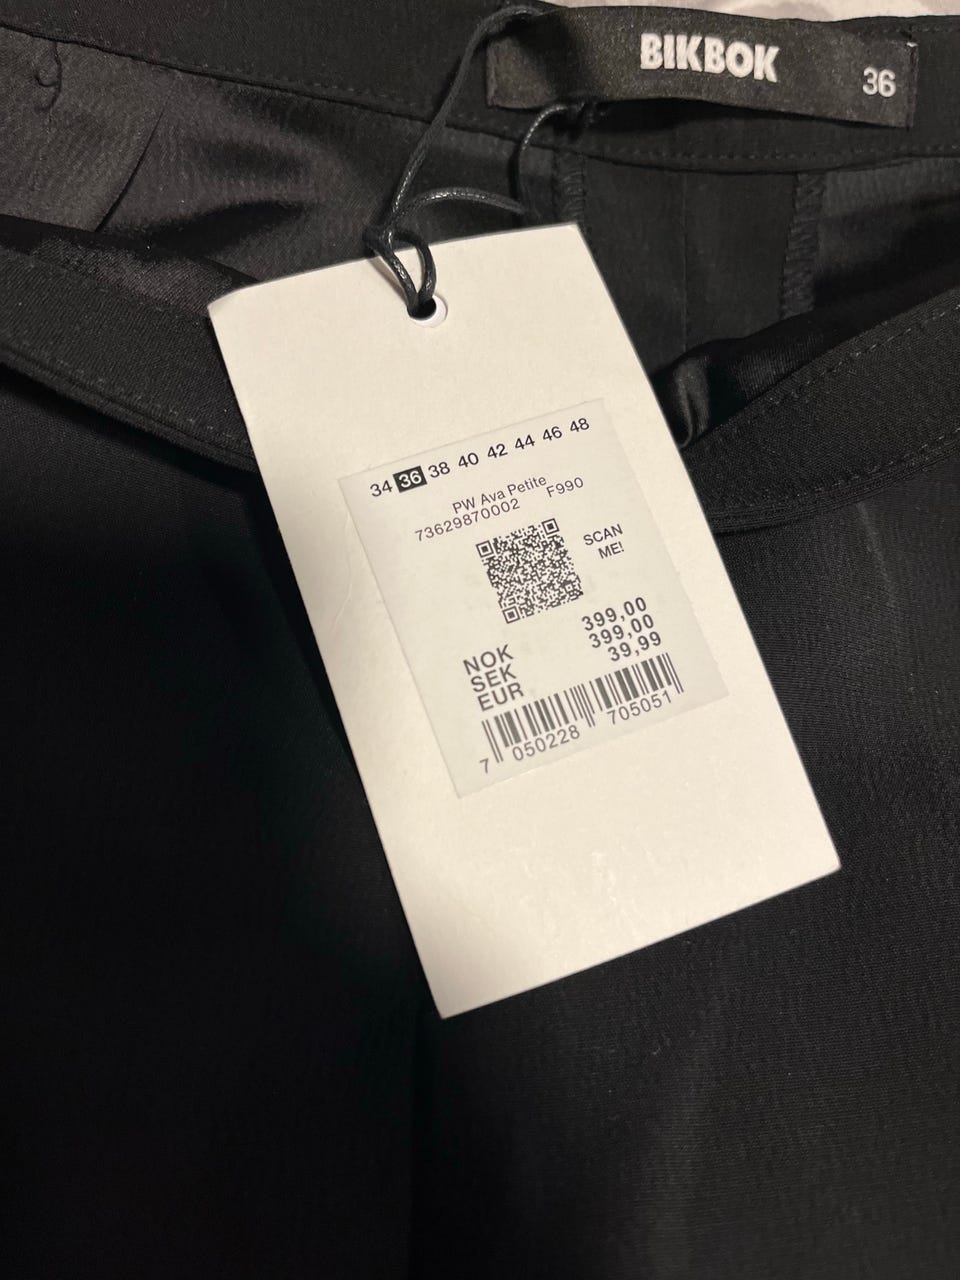 BIKBOK
36
34 36 38 40 42 44 46 48
PW Ava Petite
73629870002 F990
SCAN
ME!
NOK 399,00
SEK 399,00
EUR 39,99
7 050228 705051